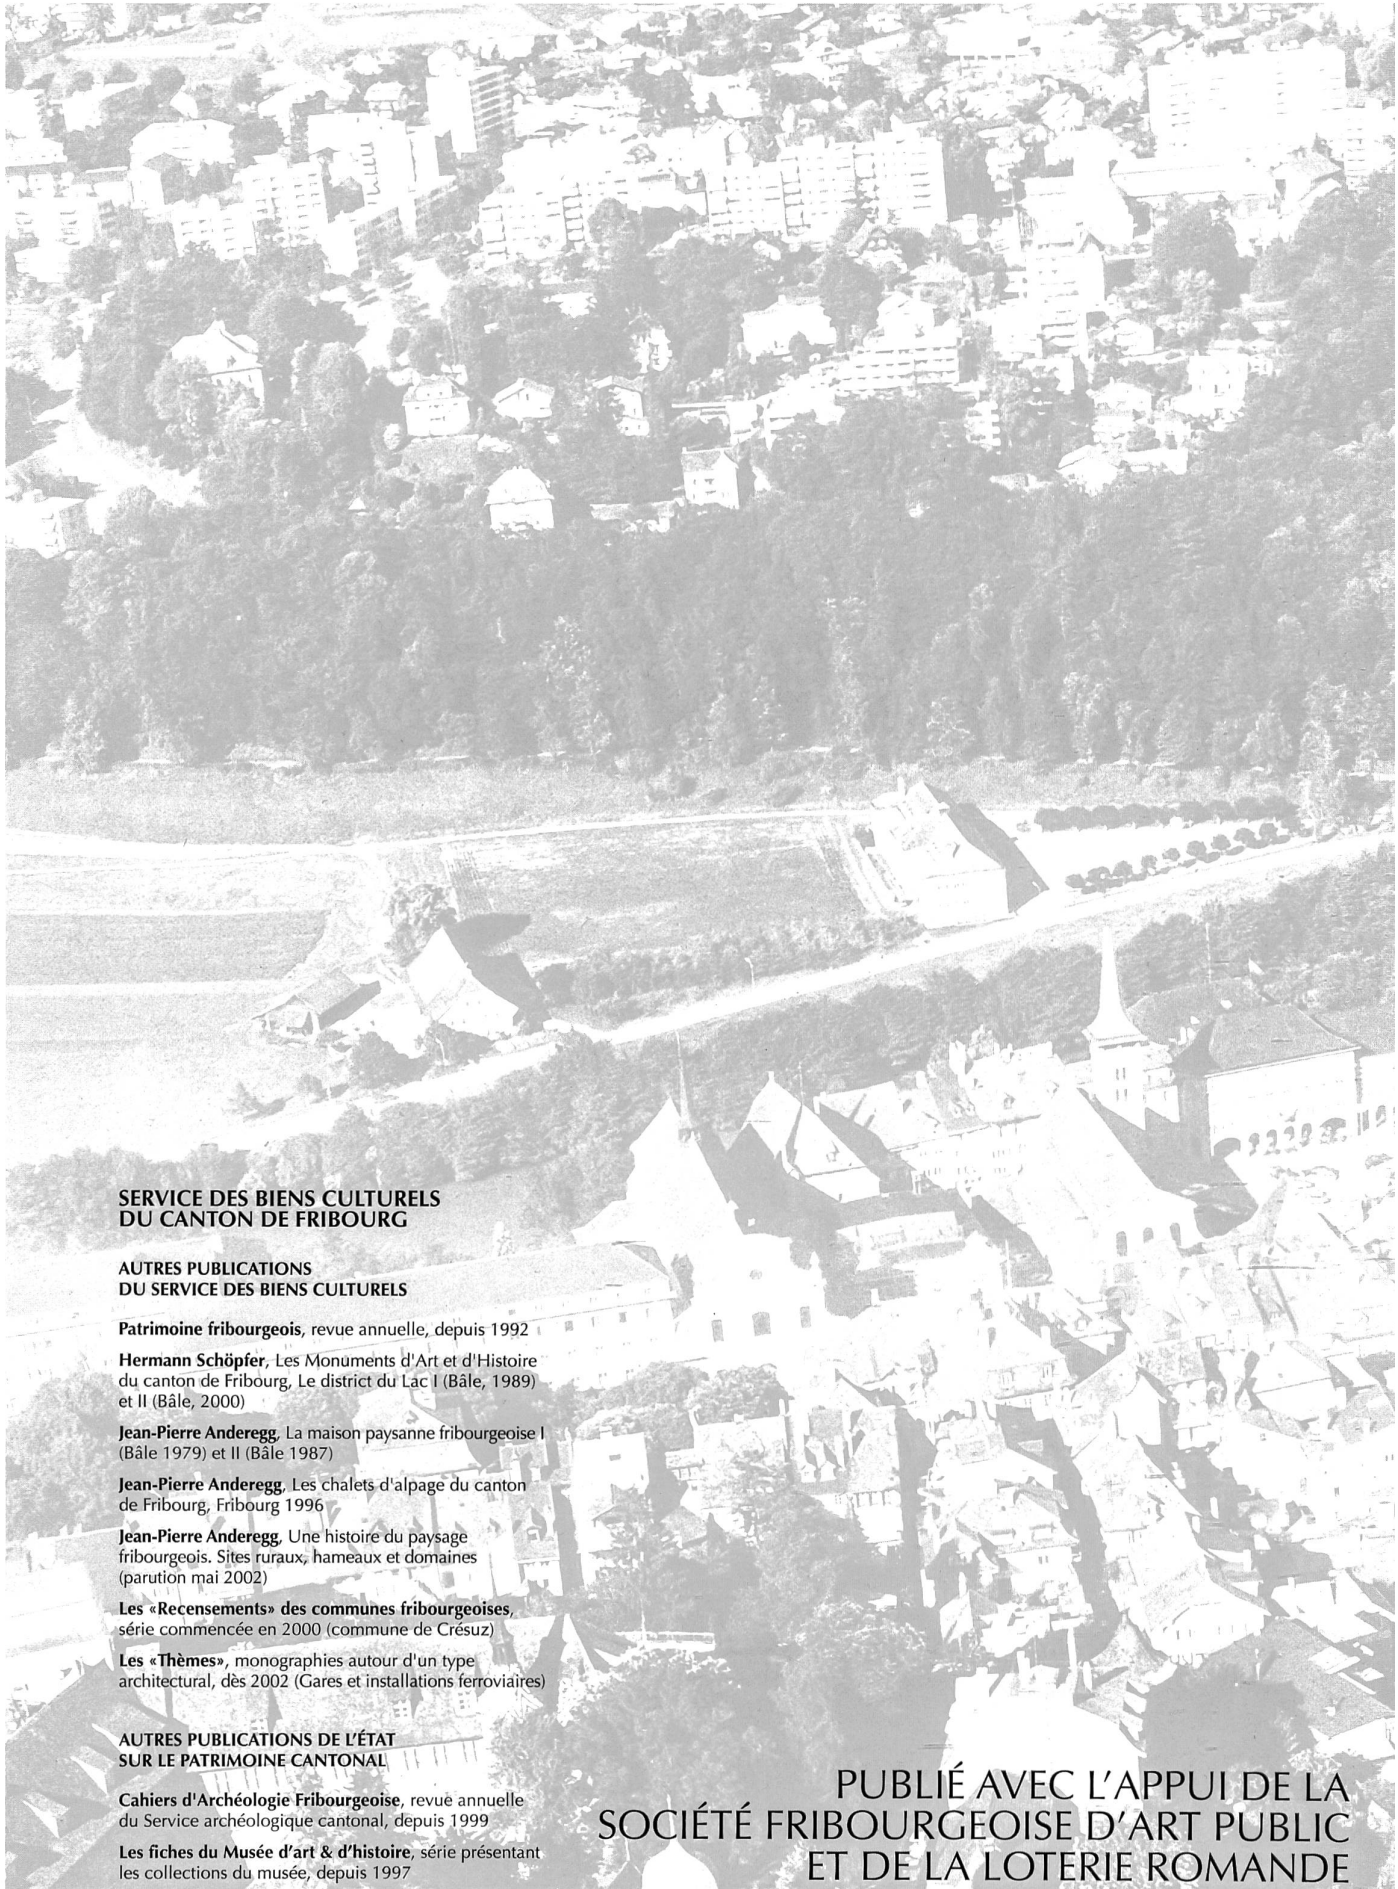 SERVICE DES BIENS CULTURELS
DU CANTON DE FRIBOURG
AUTRES PUBLICATIONS
DU SERVICE DES BIENS CULTURELS
Patrimoine fribourgeois, revue annuelle, depuis 1992
Hermann Schöpfer, Les Monuments d'Art et d'Histoire
du canton de Fribourg, Le district du Lac I (Bâle, 1989)
et II (Bâle, 2000)
Jean-Pierre Anderegg, La maison paysanne fribourgeoise I
(Bâle 1979) et II (Bâle 1987)
Jean-Pierre Anderegg, Les chalets d'alpage du canton
de Fribourg, Fribourg 1996
Jean-Pierre Anderegg, Une histoire du paysage
fribourgeois. Sites ruraux, hameaux et domaines
(parution mai 2002)
Les «Recensements» des communes fribourgeoises,
série commencée en 2000 (commune de Crésuz)
Les «Thèmes», monographies autour d'un type
architectural, dès 2002 (Gares et installations ferroviaires)
AUTRES PUBLICATIONS DE L'ÉTAT
SUR LE PATRIMOINE CANTONAL
Cahiers d'Archéologie Fribourgeoise, revue annuelle
du Service archéologique cantonal, depuis 1999
Les fiches du Musée d'art & d'histoire, série présentant
les collections du musée, depuis 1997
PUBLIÉ AVEC L'APPUI DE LA
SOCIÉTÉ FRIBOURGEOISE D'ART PUBLIC
ET DE LA LOTERIE ROMANDE